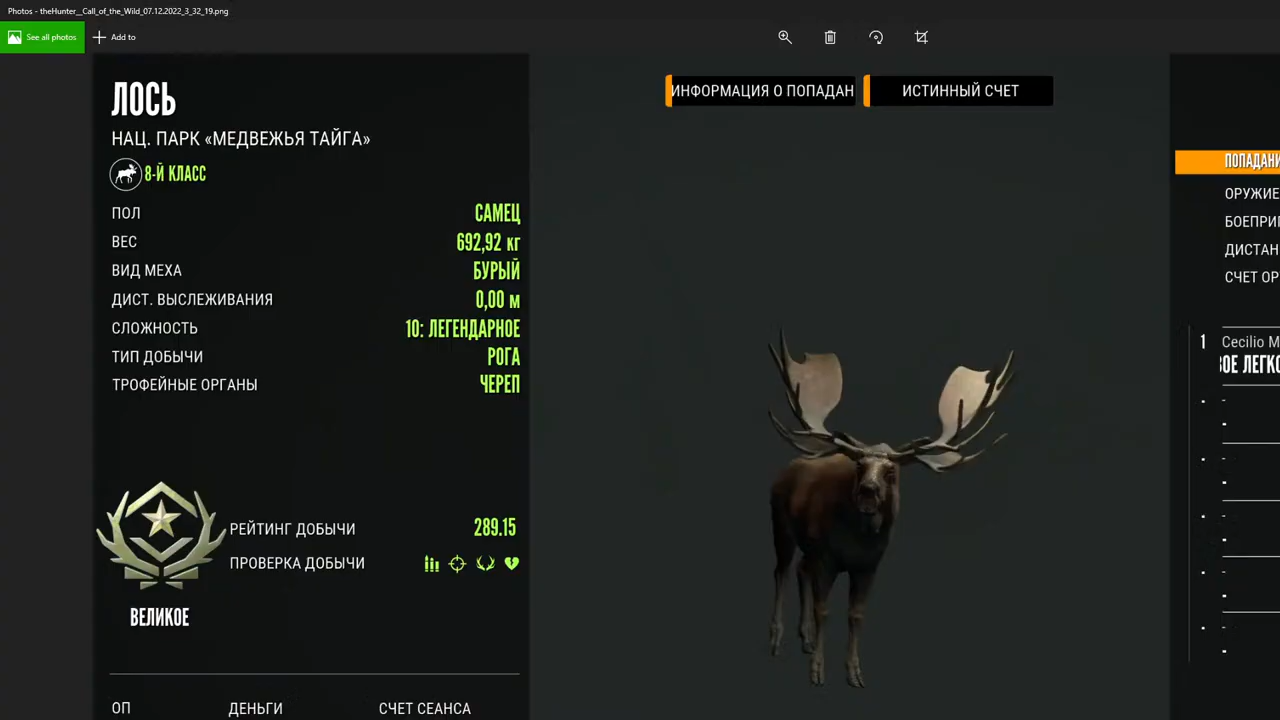 Photos - theHunter__Call_of_the_Wild_07.12.2022_3_32_19.png
See all photos
Add to
ЛОСЬ
НАЦ. ПАРК «МЕДВЕЖЬЯ ТАЙГА»
8-Й КЛАСС
ПОЛ САМЕЦ
ВЕС 692,92 кг
ВИД МЕХА БУРЫЙ
ДИСТ. ВЫСЛЕЖИВАНИЯ 0,00 м
СЛОЖНОСТЬ 10: ЛЕГЕНДАРНОЕ
ТИП ДОБЫЧИ РОГА
ТРОФЕЙНЫЕ ОРГАНЫ ЧЕРЕП
РЕЙТИНГ ДОБЫЧИ 289.15
ПРОВЕРКА ДОБЫЧИ
ВЕЛИКОЕ
ОП ДЕНЬГИ СЧЕТ СЕАНСА
ИНФОРМАЦИЯ О ПОПАДАН
ИСТИННЫЙ СЧЕТ
ПОПАДАНИ
ОРУЖИЕ
БОЕПРИ
ДИСТАН
СЧЕТ ОР
1 Cecilio M
ВОЕ ЛЕГКО
-
-
-
-
-
-
-
-
-
-